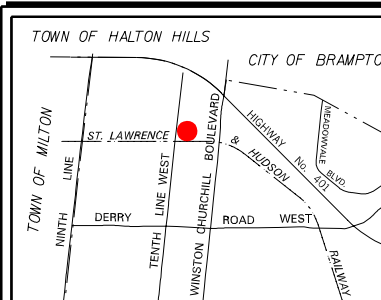 TOWN OF HALTON HILLS
CITY OF BRAMPTO
TOWN OF MILTON
NINTH LINE
ST. LAWRENCE & HUDSON RAILWAY
TENTH LINE WEST
WINSTON CHURCHILL BOULEVARD
HIGHWAY No. 401
MEADOWVALE BLVD.
DERRY ROAD WEST